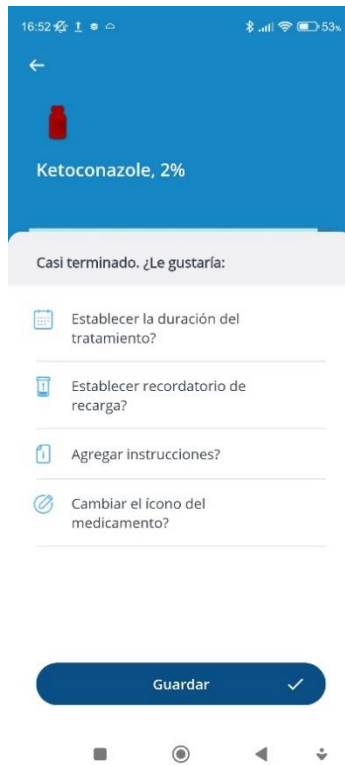 16:52
53%
Ketoconazole, 2%
Casi terminado. ¿Le gustaría:
Establecer la duración del
tratamiento?
Establecer recordatorio de
recarga?
Agregar instrucciones?
Cambiar el ícono del
medicamento?
Guardar